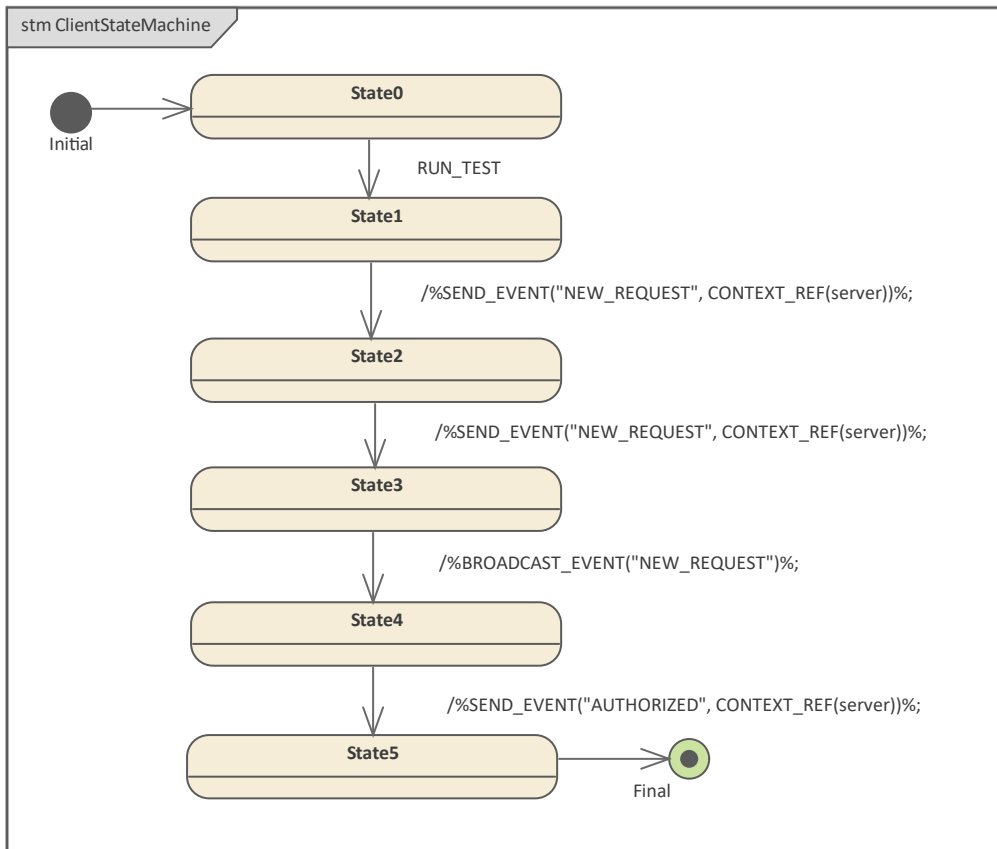 stm ClientStateMachine
State0
Initial
RUN_TEST
State1
/%SEND_EVENT("NEW_REQUEST", CONTEXT_REF(server))%;
State2
/%SEND_EVENT("NEW_REQUEST", CONTEXT_REF(server))%;
State3
/%BROADCAST_EVENT("NEW_REQUEST")%;
State4
/%SEND_EVENT("AUTHORIZED", CONTEXT_REF(server))%;
State5
Final